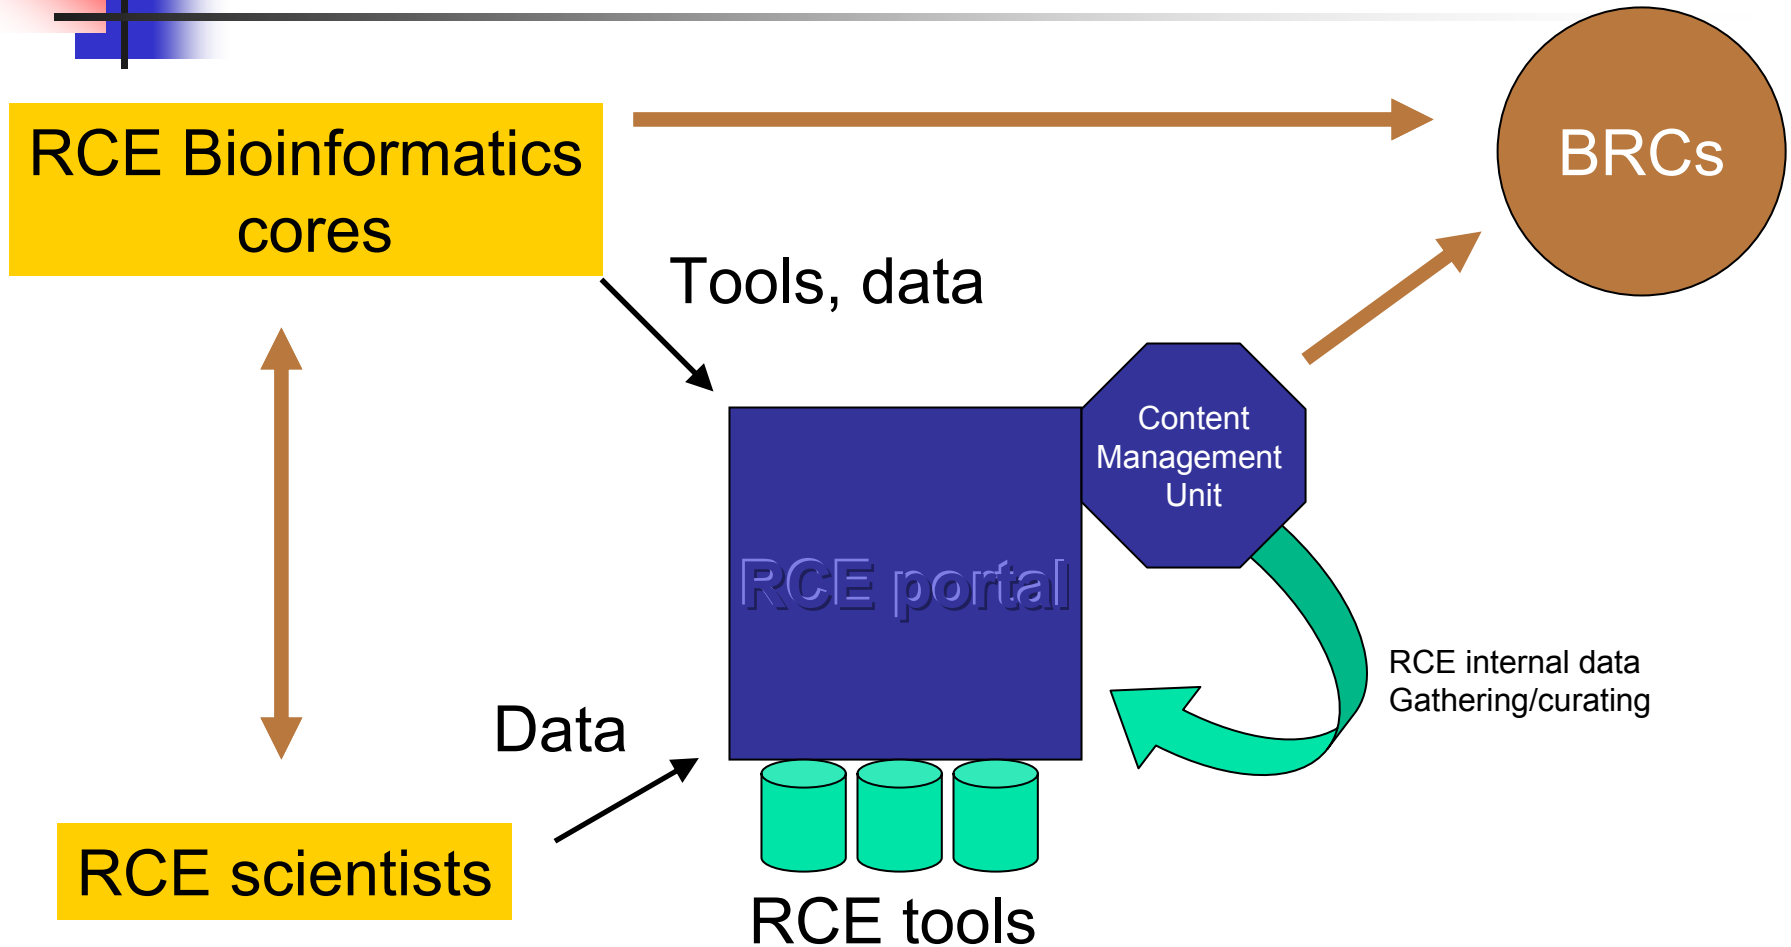 RCE Bioinformatics
cores
BRCs
Tools, data
Content
Management
Unit
RCE portal
RCE internal data
Gathering/curating
Data
RCE scientists
RCE tools